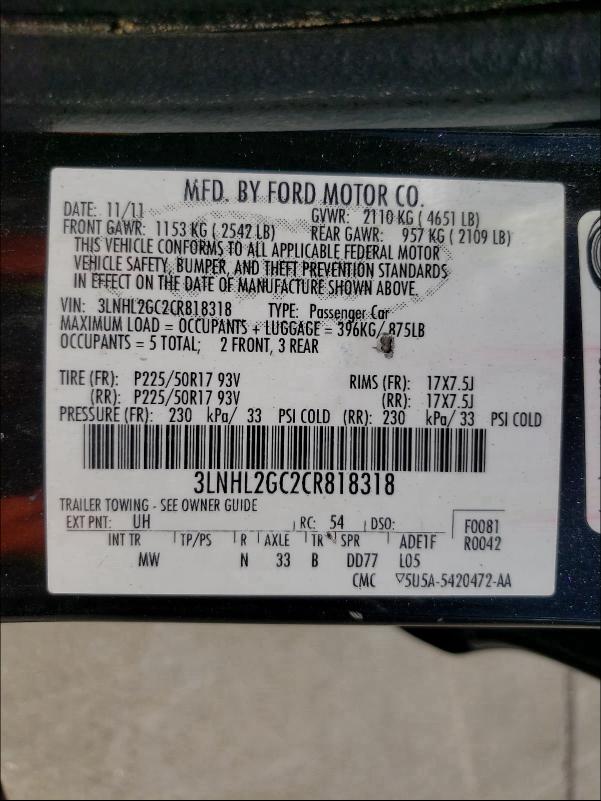 MFD. BY FORD MOTOR CO.
DATE: 11/11 GVWR: 2110 KG ( 4651 LB)
FRONT GAWR: 1153 KG ( 2542 LB) REAR GAWR: 957 KG ( 2109 LB)
THIS VEHICLE CONFORMS TO ALL APPLICABLE FEDERAL MOTOR
VEHICLE SAFETY, BUMPER, AND THEFT PREVENTION STANDARDS
IN EFFECT ON THE DATE OF MANUFACTURE SHOWN ABOVE.
VIN: 3LNHL2GC2CR818318 TYPE: Passenger Car
MAXIMUM LOAD = OCCUPANTS + LUGGAGE = 396KG/ 875LB
OCCUPANTS = 5 TOTAL; 2 FRONT, 3 REAR
TIRE (FR): P225/50R17 93V RIMS (FR): 17X7.5J
(RR): P225/50R17 93V (RR): 17X7.5J
PRESSURE (FR): 230 kPa/ 33 PSI COLD (RR): 230 kPa/ 33 PSI COLD
3LNHL2GC2CR818318
TRAILER TOWING - SEE OWNER GUIDE
EXT PNT: UH RC: 54 DSO: F0081
INT TR TP/PS R AXLE TR SPR ADE1F R0042
MW N 33 B DD77 L05
CMC ▽5U5A-5420472-AA